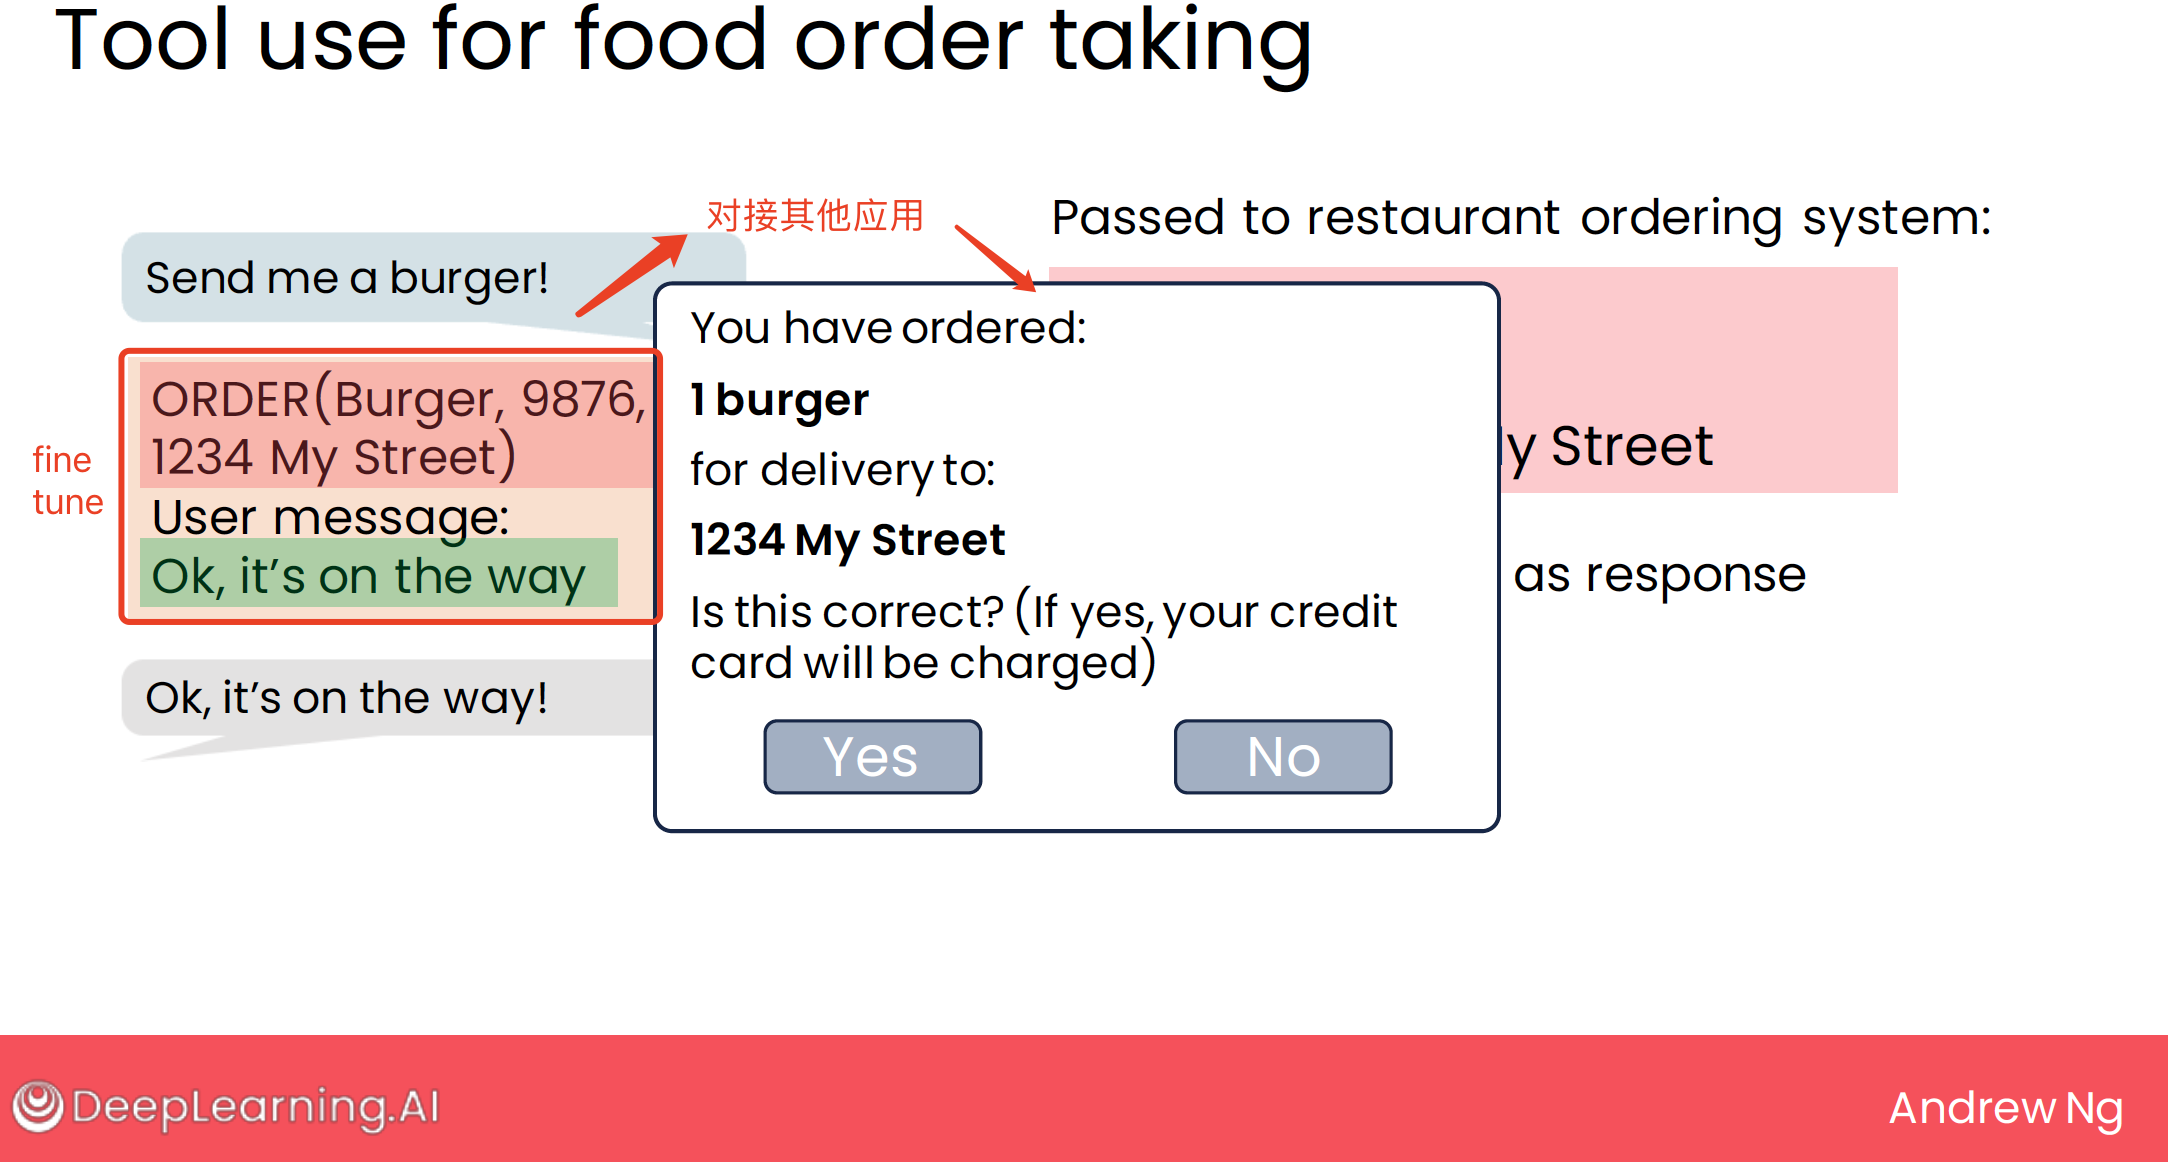 Tool use for food order taking
对接其他应用
Passed to restaurant ordering system:
Send me a burger!
ORDER(Burger, 9876,
1234 My Street)
User message:
Ok, it's on the way
fine
tune
Ok, it's on the way!
You have ordered:
1 burger
for delivery to:
1234 My Street
Is this correct? (If yes, your credit
card will be charged)
Yes
No
y Street
as response
DeepLearning.AI
Andrew Ng